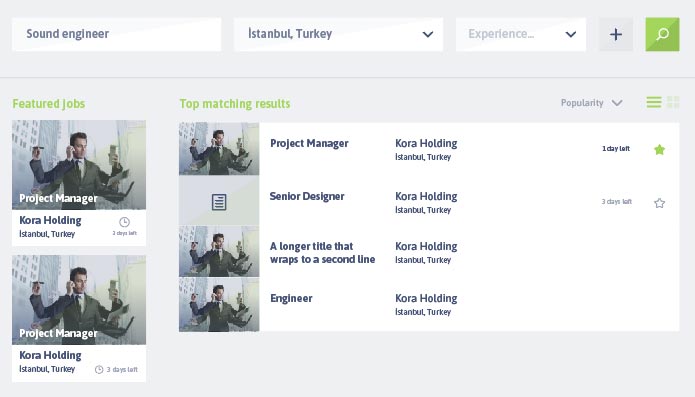 Sound engineer
İstanbul, Turkey
Experience...
Featured jobs
Project Manager
Kora Holding
İstanbul, Turkey
3 days left
Project Manager
Kora Holding
İstanbul, Turkey
3 days left
Top matching results
Popularity
Project Manager
Kora Holding
İstanbul, Turkey
1 day left
Senior Designer
Kora Holding
İstanbul, Turkey
3 days left
A longer title that
wraps to a second line
Kora Holding
İstanbul, Turkey
Engineer
Kora Holding
İstanbul, Turkey